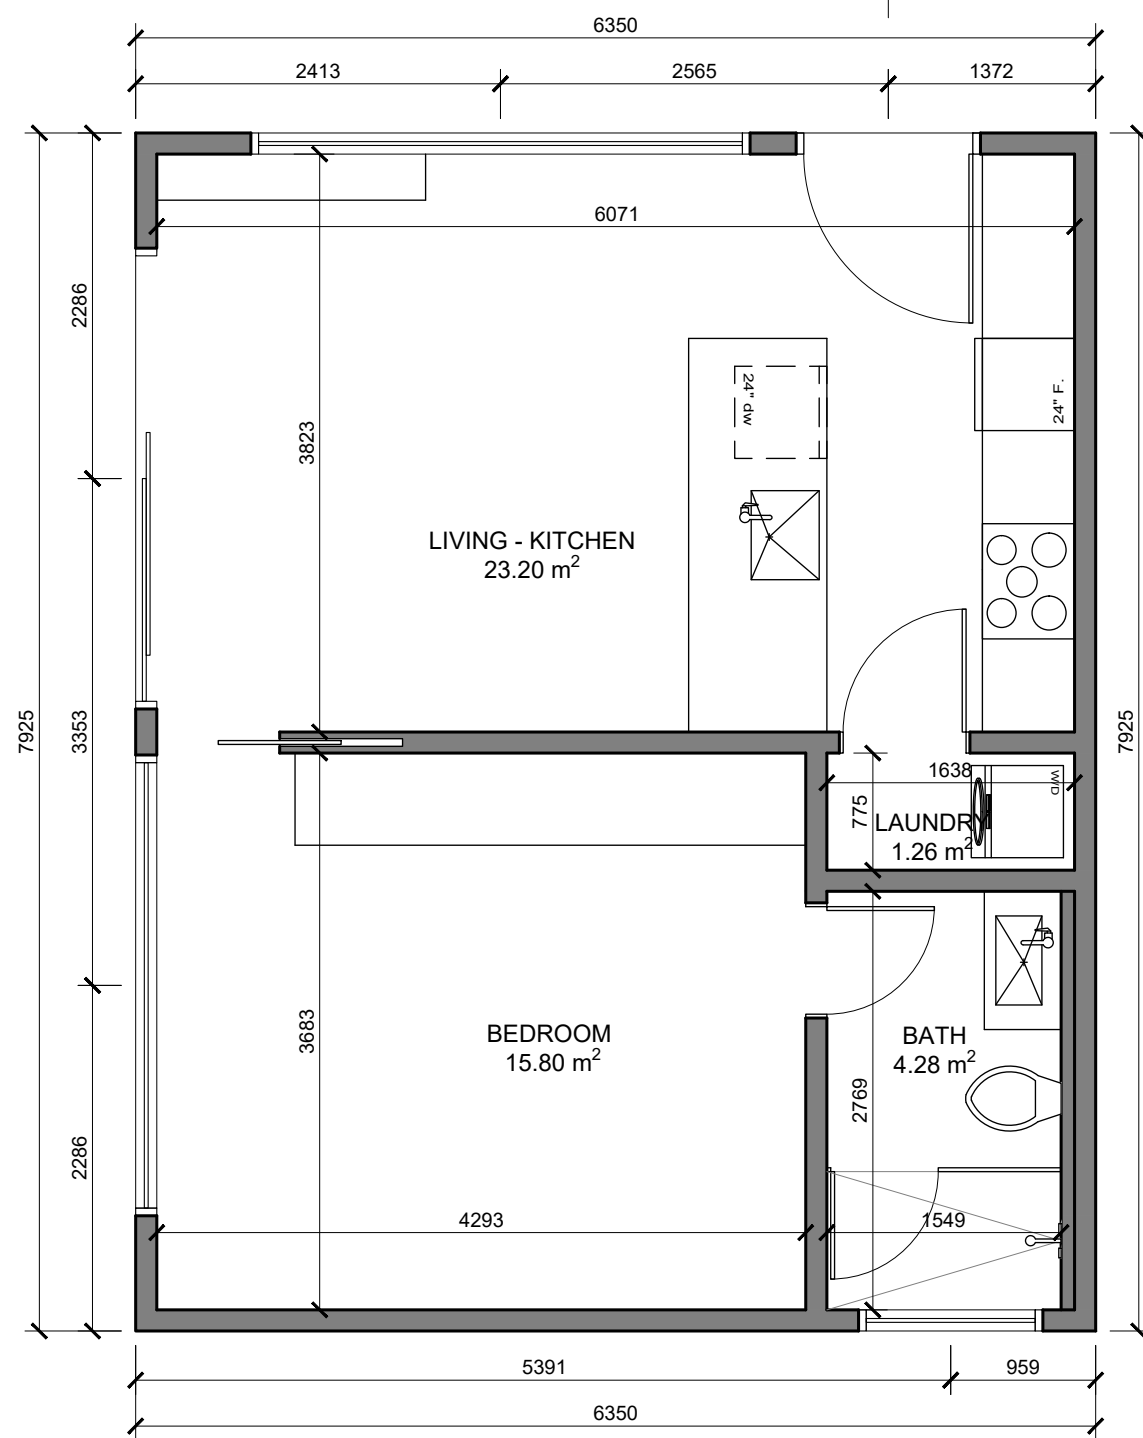 6350
2413
2565
1372
6071
2286
3823
24" dw
24" F.
LIVING - KITCHEN
23.20 m²
7925
3353
7925
1638
W/D
775
LAUNDRY
1.26 m²
3683
BEDROOM
15.80 m²
BATH
4.28 m²
2769
2286
4293
1549
5391
959
6350